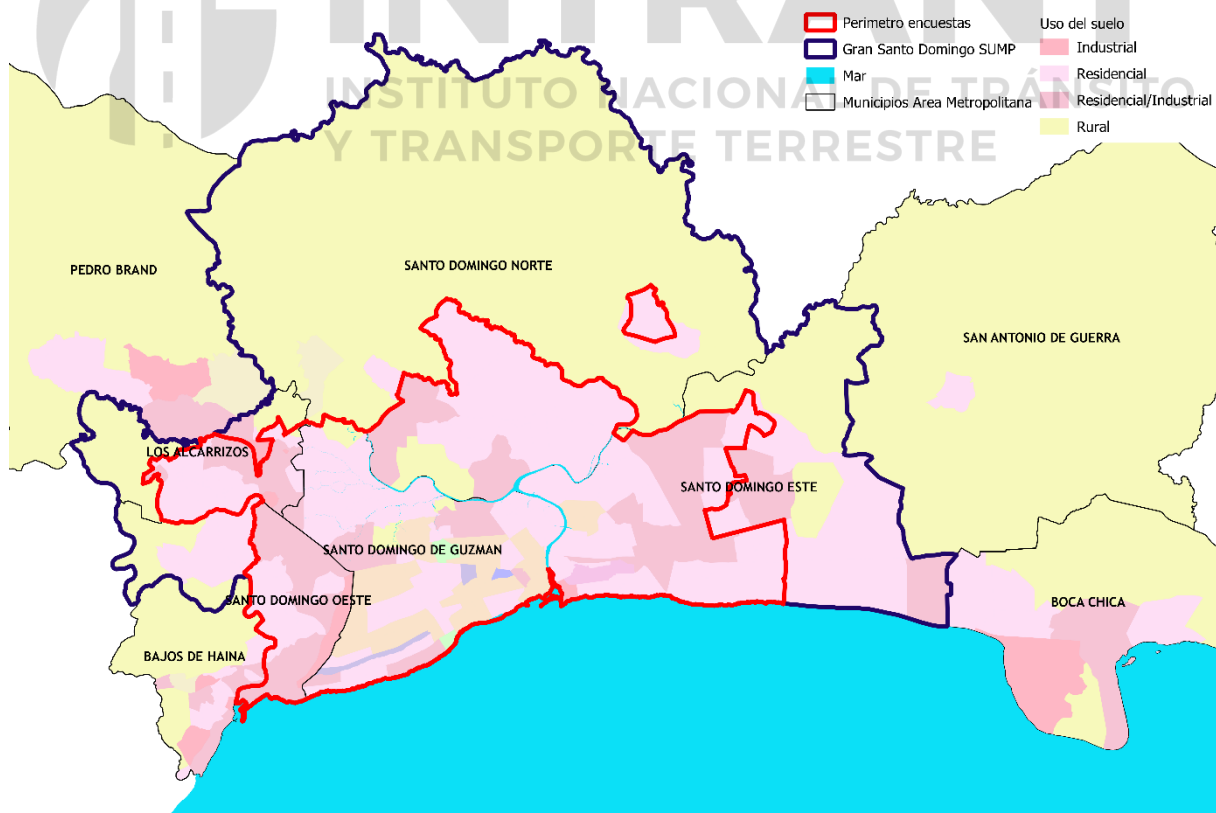 INTRANT
INSTITUTO NACIONAL DE TRÁNSITO
Y TRANSPORTE TERRESTRE
Perimetro encuestas
Gran Santo Domingo SUMP
Mar
Municipios Area Metropolitana
Uso del suelo
Industrial
Residencial
Residencial/Industrial
Rural
PEDRO BRAND
SANTO DOMINGO NORTE
SAN ANTONIO DE GUERRA
LOS ALCARRIZOS
SANTO DOMINGO ESTE
SANTO DOMINGO DE GUZMAN
SANTO DOMINGO OESTE
BOCA CHICA
BAJOS DE HAINA